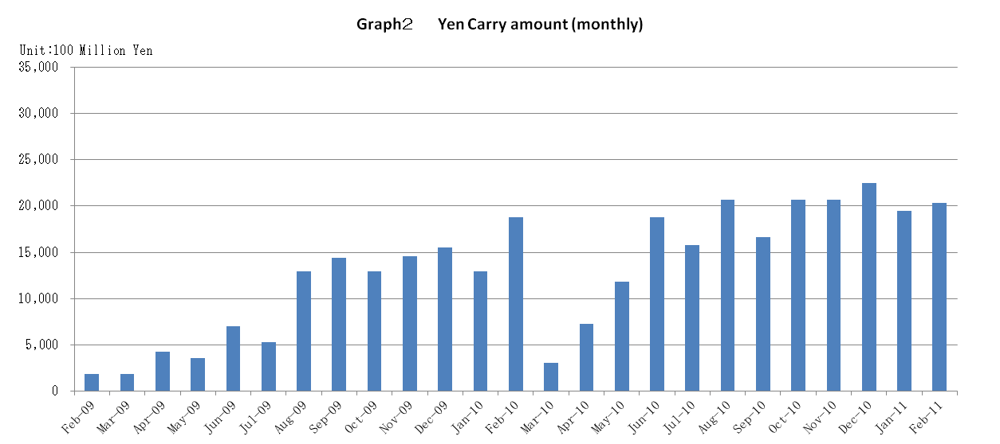 Graph２ Yen Carry amount (monthly)
Unit:100 Million Yen
35,000
30,000
25,000
20,000
15,000
10,000
5,000
0
Feb-09 Mar-09 Apr-09 May-09 Jun-09 Jul-09 Aug-09 Sep-09 Oct-09 Nov-09 Dec-09 Jan-10 Feb-10 Mar-10 Apr-10 May-10 Jun-10 Jul-10 Aug-10 Sep-10 Oct-10 Nov-10 Dec-10 Jan-11 Feb-11